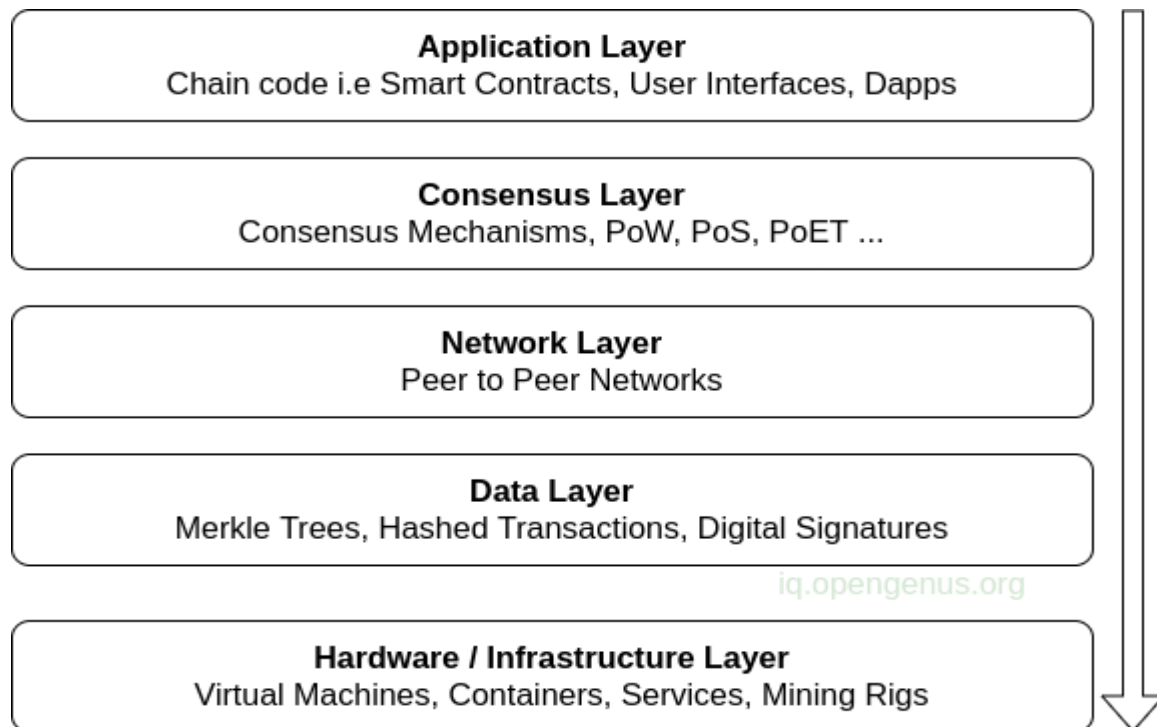 Application Layer
Chain code i.e Smart Contracts, User Interfaces, Dapps
Consensus Layer
Consensus Mechanisms, PoW, PoS, PoET ...
Network Layer
Peer to Peer Networks
Data Layer
Merkle Trees, Hashed Transactions, Digital Signatures
iq.opengenus.org
Hardware / Infrastructure Layer
Virtual Machines, Containers, Services, Mining Rigs